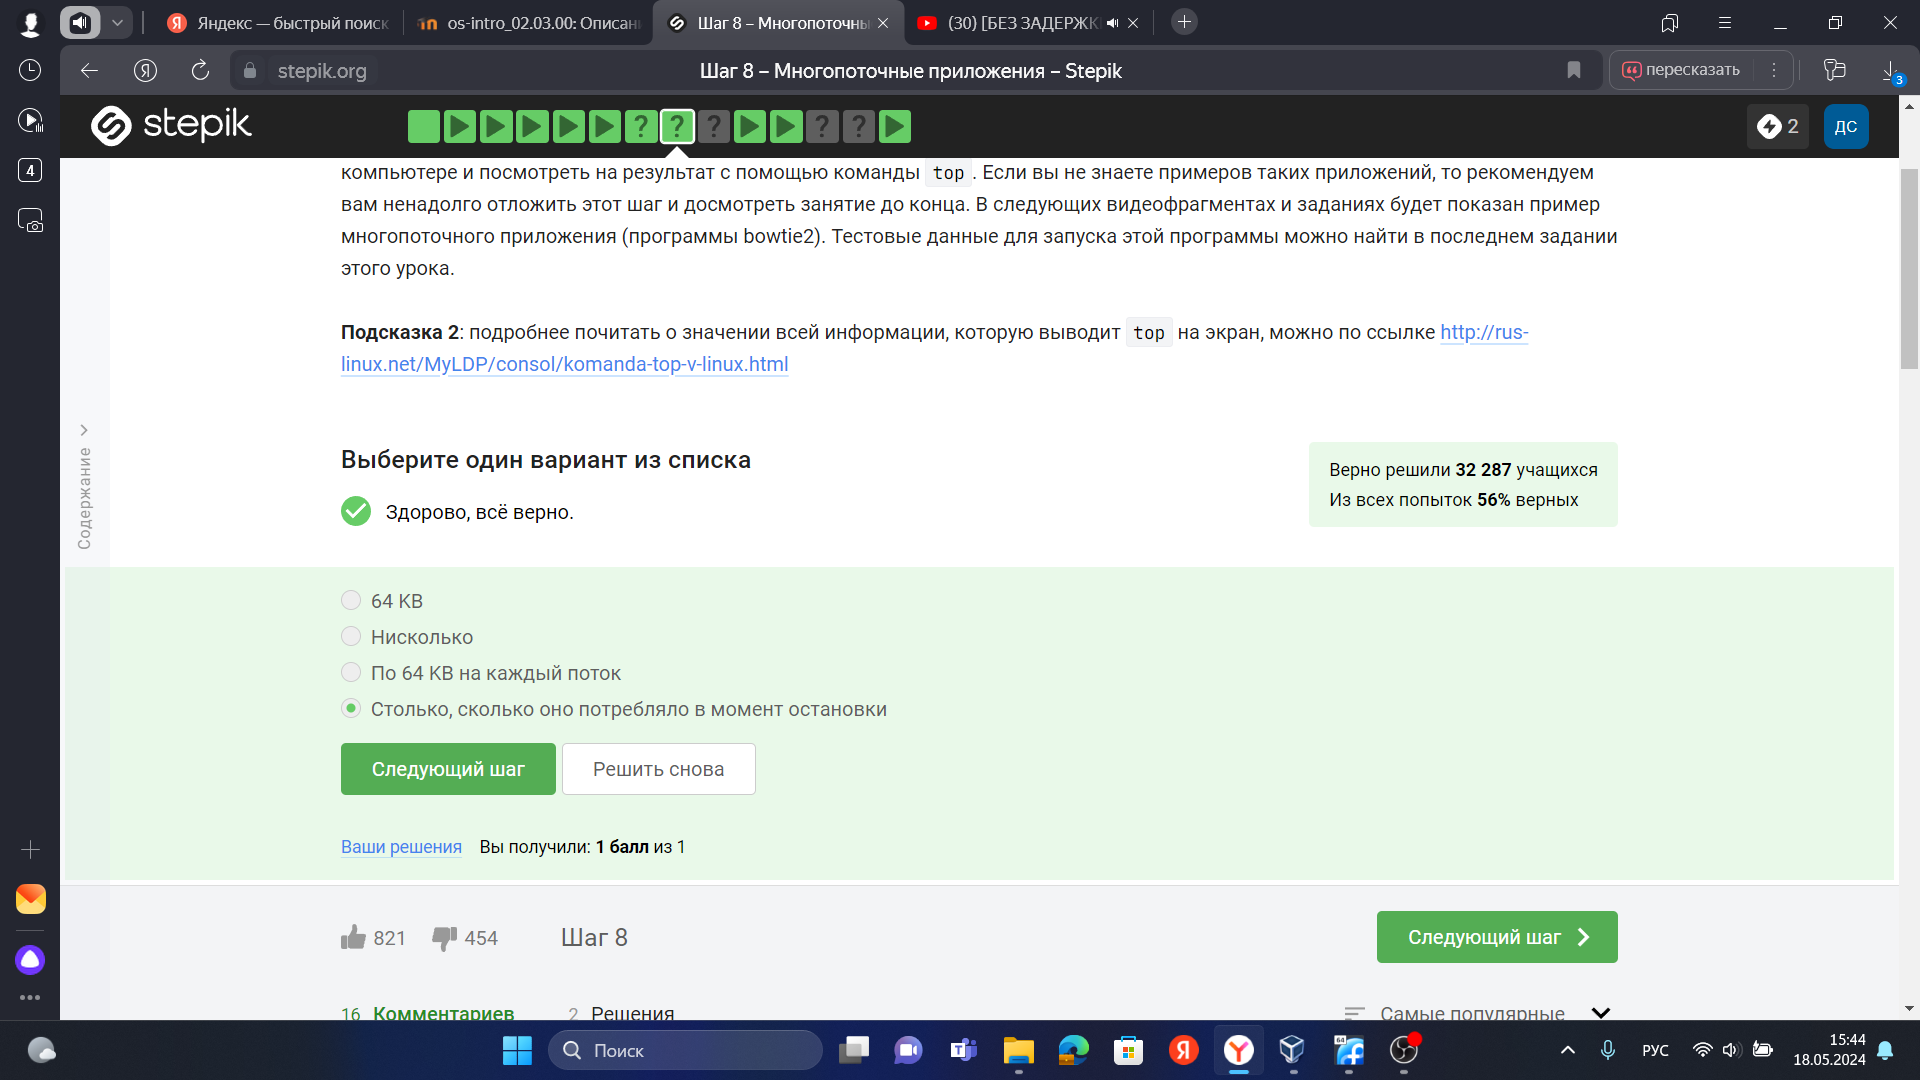 Яндекс — быстрый поиск
os-intro_02.03.00: Описан
Шаг 8 – Многопоточны
(30) [БЕЗ ЗАДЕРЖК
stepik.org
Шаг 8 – Многопоточные приложения – Stepik
пересказать
3
4
stepik
2
ДС
компьютере и посмотреть на результат с помощью команды top. Если вы не знаете примеров таких приложений, то рекомендуем
вам ненадолго отложить этот шаг и досмотреть занятие до конца. В следующих видеофрагментах и заданиях будет показан пример
многопоточного приложения (программы bowtie2). Тестовые данные для запуска этой программы можно найти в последнем задании
этого урока.
Подсказка 2: подробнее почитать о значении всей информации, которую выводит top на экран, можно по ссылке http://rus-
linux.net/MyLDP/consol/komanda-top-v-linux.html
Содержание
Выберите один вариант из списка
Здорово, всё верно.
Верно решили 32 287 учащихся
Из всех попыток 56% верных
64 KB
Нисколько
По 64 KB на каждый поток
Столько, сколько оно потребляло в момент остановки
Следующий шаг
Решить снова
Ваши решения
Вы получили: 1 балл из 1
821
454
Шаг 8
Следующий шаг
16 Комментариев
2 Решения
Самые популярные
Поиск
РУС
15:44
18.05.2024